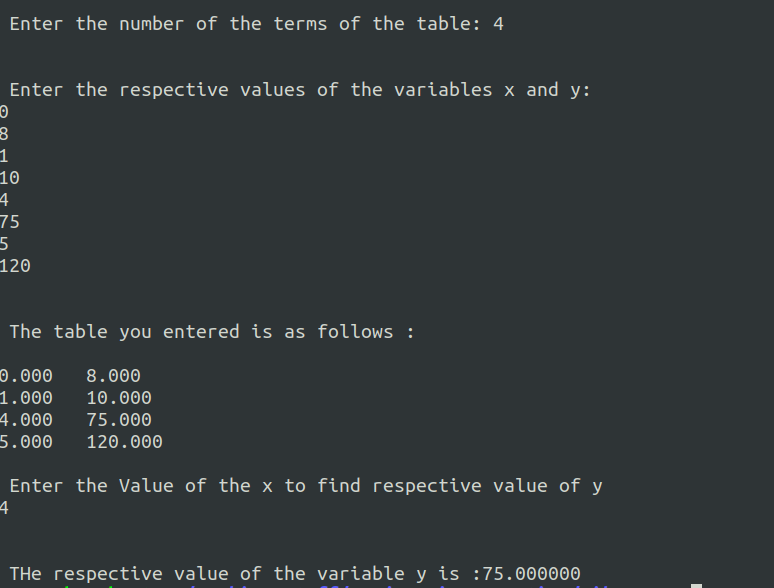 Enter the number of the terms of the table: 4
Enter the respective values of the variables x and y:
0
8
1
10
4
75
5
120
The table you entered is as follows :
0.000 8.000
1.000 10.000
4.000 75.000
5.000 120.000
Enter the Value of the x to find respective value of y
4
THe respective value of the variable y is :75.000000